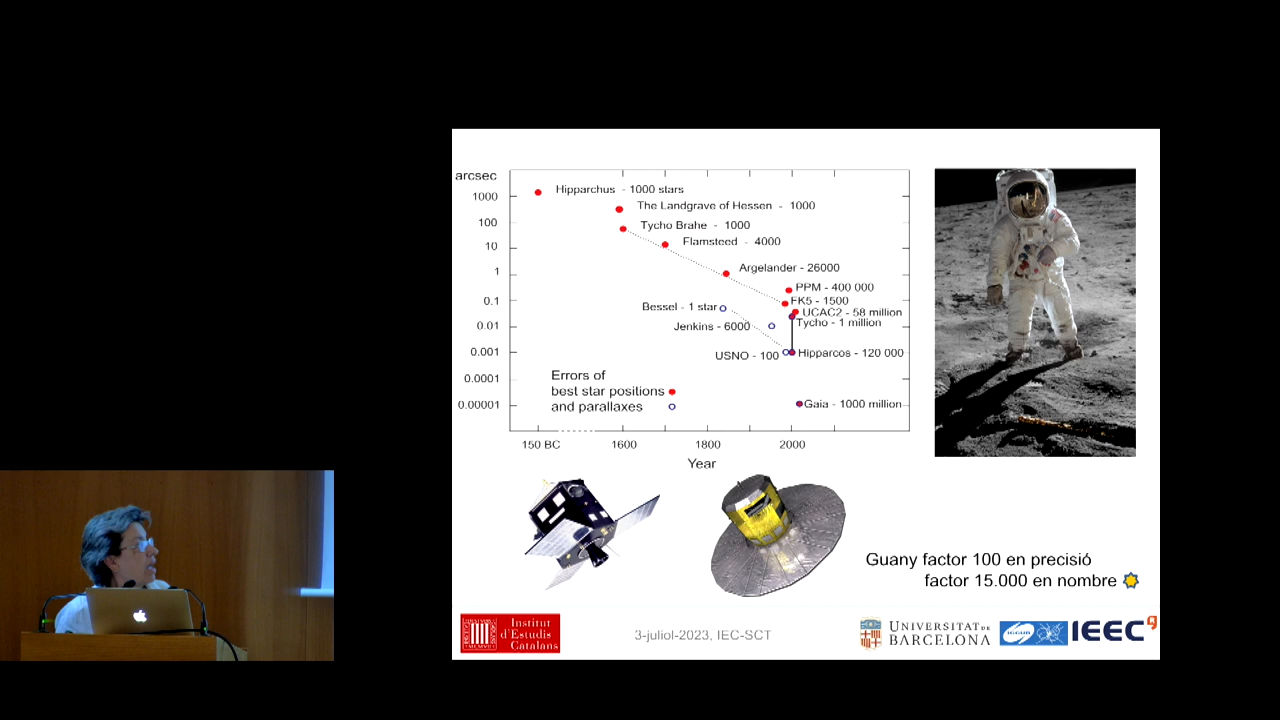 arcsec
1000
100
10
1
0.1
0.01
0.001
0.0001
0.00001
Hipparchus - 1000 stars
The Landgrave of Hessen - 1000
Tycho Brahe - 1000
Flamsteed - 4000
Argelander - 26000
PPM - 400 000
FK5 - 1500
Bessel - 1 star
UCAC2 - 58 million
Tycho - 1 million
Jenkins - 6000
USNO - 100
Hipparcos - 120 000
Errors of
best star positions
and parallaxes
Gaia - 1000 million
150 BC
1600
1800
2000
Year
Guany factor 100 en precisió
factor 15.000 en nombre
Institut
d'Estudis
Catalans
3-juliol-2023, IEC-SCT
UNIVERSITAT DE
BARCELONA
IEEC